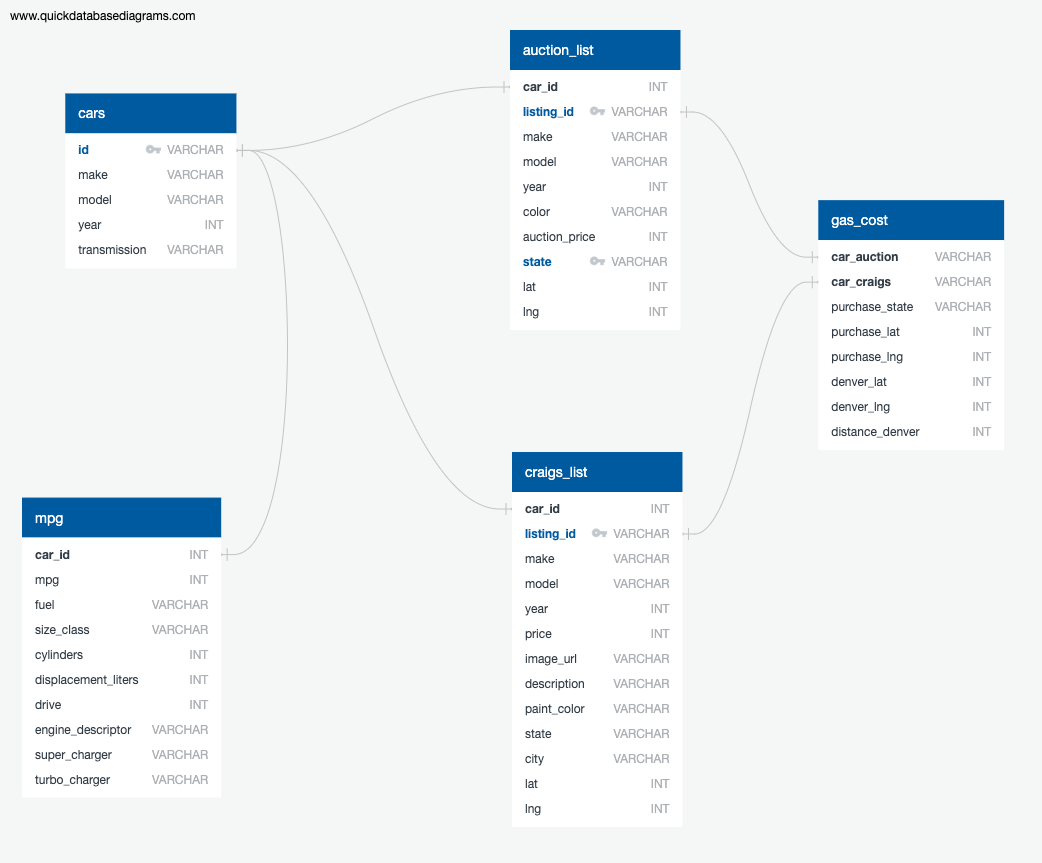 www.quickdatabasediagrams.com
cars
id VARCHAR
make VARCHAR
model VARCHAR
year INT
transmission VARCHAR
auction_list
car_id INT
listing_id VARCHAR
make VARCHAR
model VARCHAR
year INT
color VARCHAR
auction_price INT
state VARCHAR
lat INT
lng INT
gas_cost
car_auction VARCHAR
car_craigs VARCHAR
purchase_state VARCHAR
purchase_lat INT
purchase_lng INT
denver_lat INT
denver_lng INT
distance_denver INT
mpg
car_id INT
mpg INT
fuel VARCHAR
size_class VARCHAR
cylinders INT
displacement_liters INT
drive INT
engine_descriptor VARCHAR
super_charger VARCHAR
turbo_charger VARCHAR
craigs_list
car_id INT
listing_id VARCHAR
make VARCHAR
model VARCHAR
year INT
price INT
image_url VARCHAR
description VARCHAR
paint_color VARCHAR
state VARCHAR
city VARCHAR
lat INT
lng INT